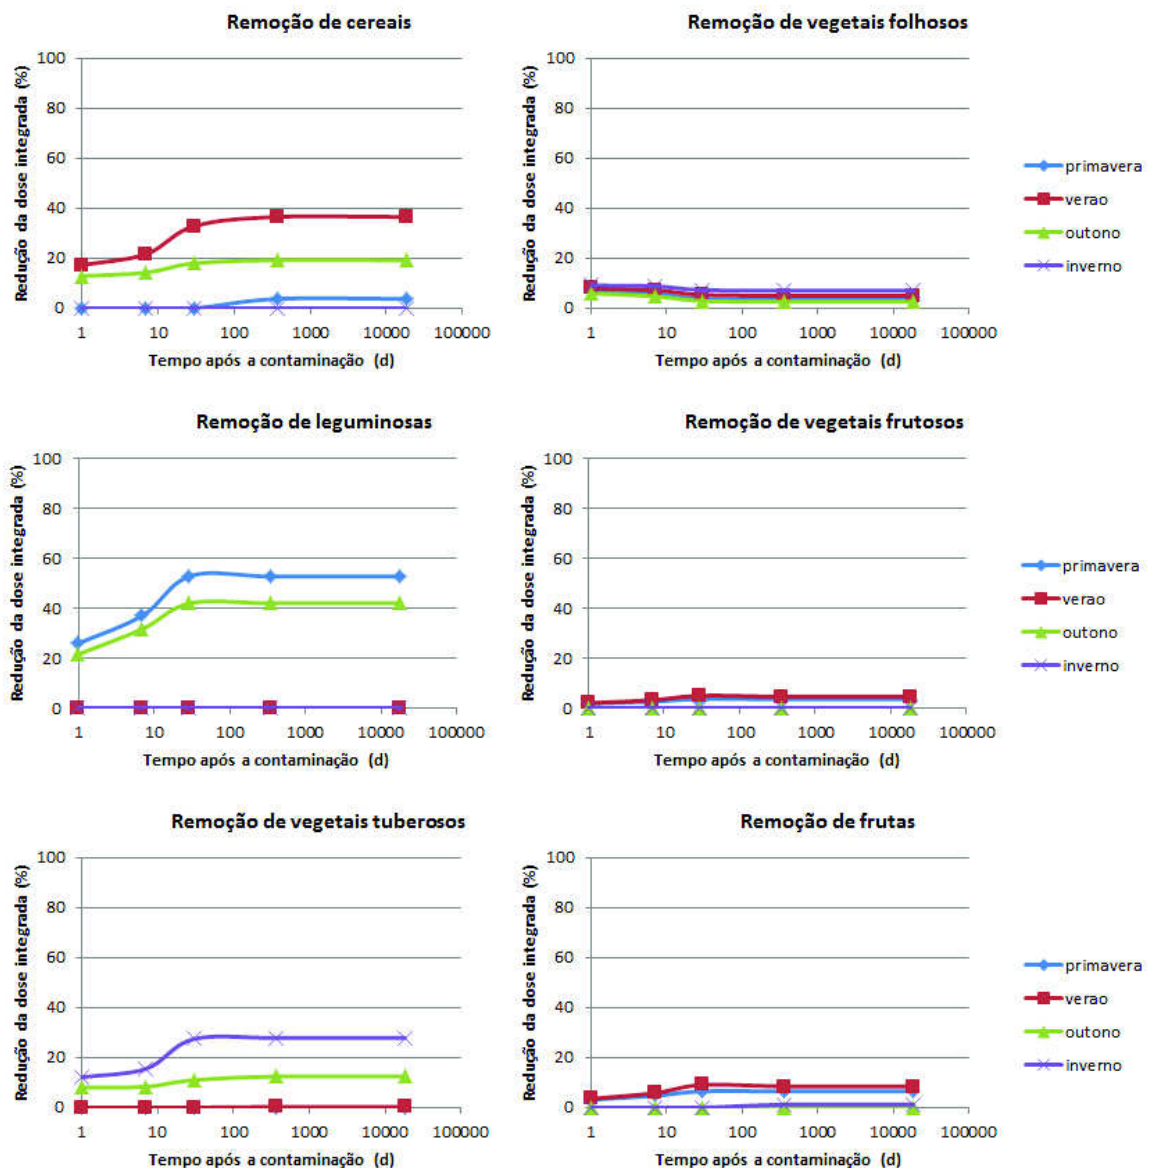 Remoção de cereais
Redução da dose integrada (%)
100
80
60
40
20
0
1 10 100 1000 10000 100000
Tempo após a contaminação (d)
Remoção de vegetais folhosos
Redução da dose integrada (%)
100
80
60
40
20
0
1 10 100 1000 10000 100000
Tempo após a contaminação (d)
primavera
verao
outono
inverno
Remoção de leguminosas
Redução da dose integrada (%)
100
80
60
40
20
0
1 10 100 1000 10000 100000
Tempo após a contaminação (d)
Remoção de vegetais frutosos
Redução da dose integrada (%)
100
80
60
40
20
0
1 10 100 1000 10000 100000
Tempo após a contaminação (d)
primavera
verao
outono
inverno
Remoção de vegetais tuberosos
Redução da dose integrada (%)
100
80
60
40
20
0
1 10 100 1000 10000 100000
Tempo após a contaminação (d)
Remoção de frutas
Redução da dose integrada (%)
100
80
60
40
20
0
1 10 100 1000 10000 100000
Tempo após a contaminação (d)
primavera
verao
outono
inverno